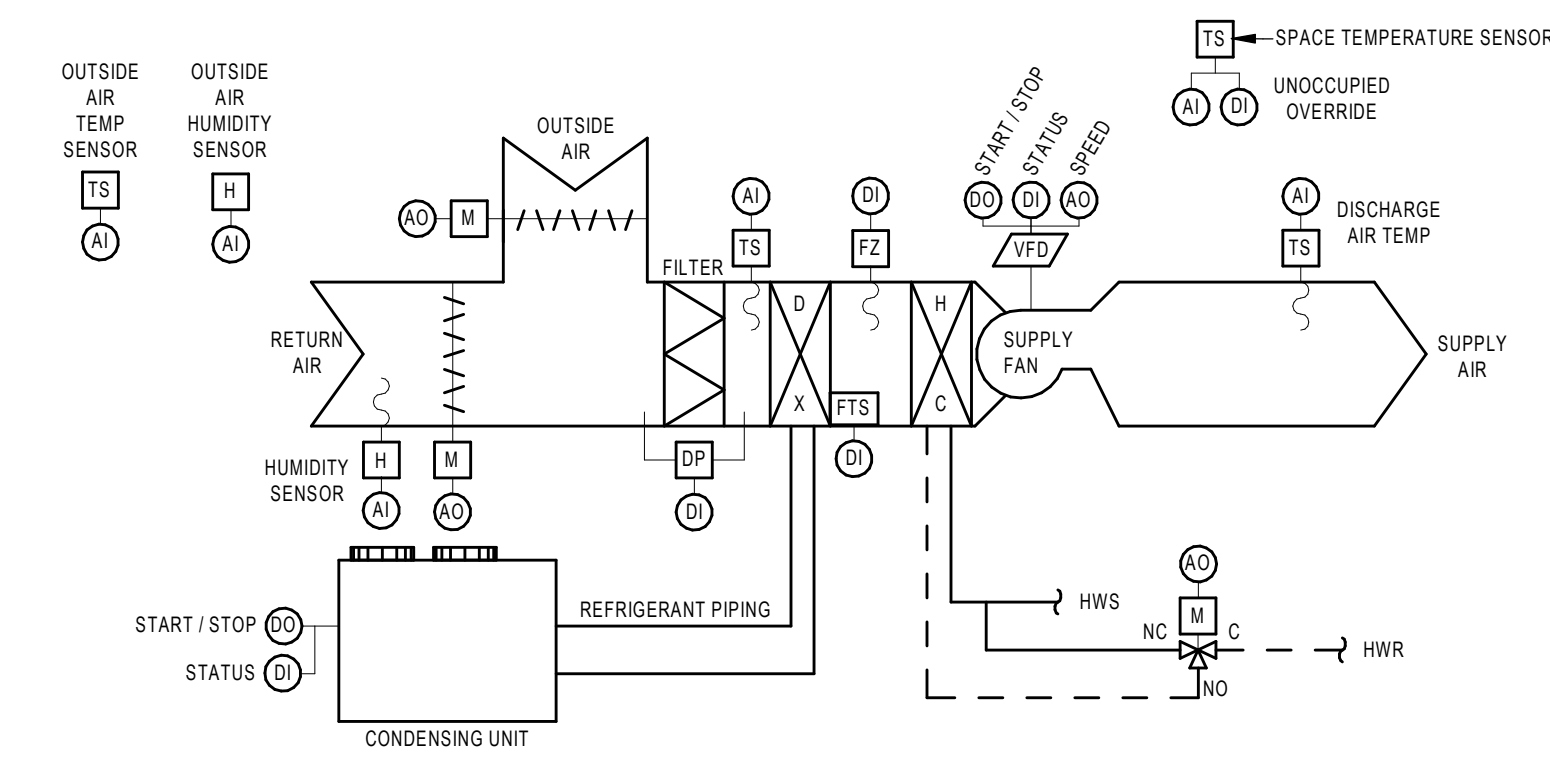 TS
SPACE TEMPERATURE SENSOR
AI
DI
UNOCCUPIED
OVERRIDE
OUTSIDE
AIR
TEMP
SENSOR
TS
AI
OUTSIDE
AIR
HUMIDITY
SENSOR
H
AI
OUTSIDE
AIR
AO
M
AI
TS
DI
FZ
START / STOP
STATUS
SPEED
DO
DI
AO
VFD
AI
TS
DISCHARGE
AIR TEMP
FILTER
RETURN
AIR
D
X
H
C
SUPPLY
FAN
SUPPLY
AIR
FTS
DI
HUMIDITY
SENSOR
H
AI
M
AO
DP
DI
START / STOP
DO
STATUS
DI
CONDENSING UNIT
REFRIGERANT PIPING
HWS
AO
M
NC
C
NO
HWR